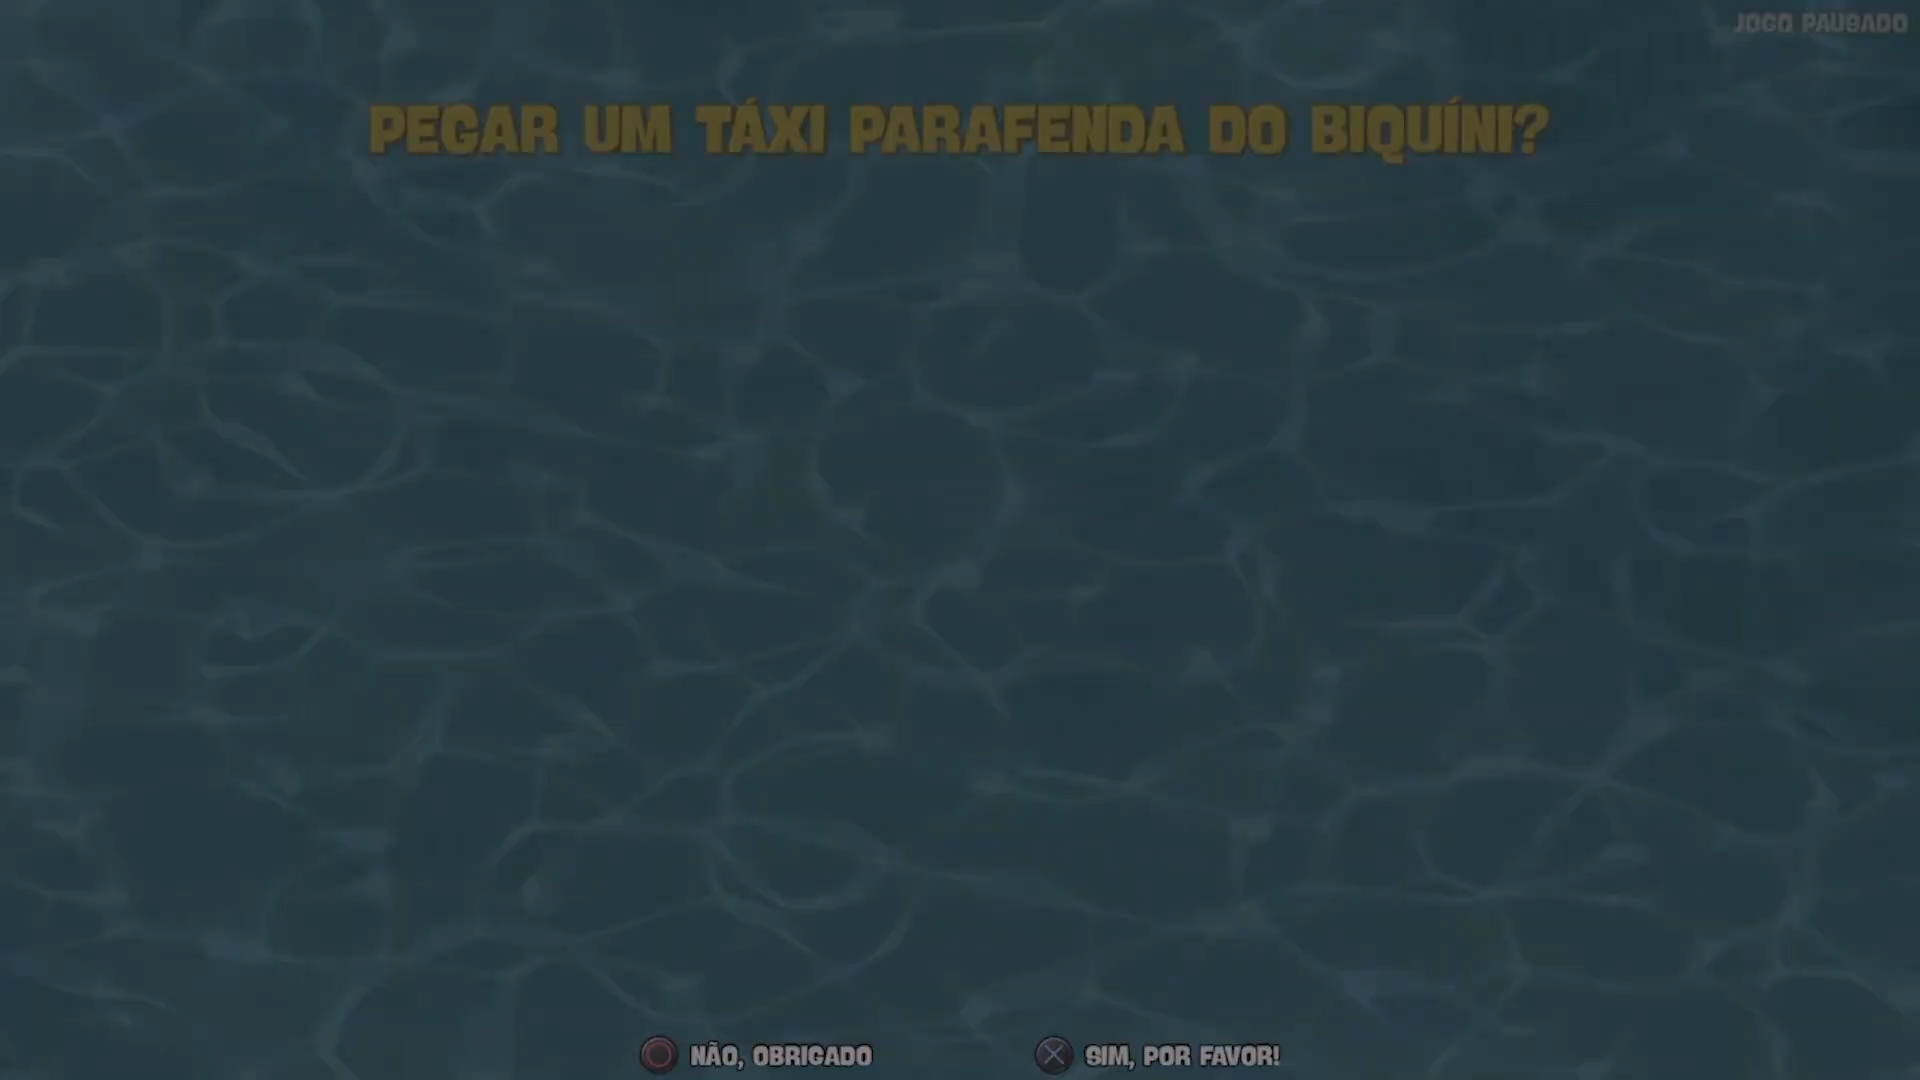 JOGO PAUSADO
PEGAR UM TÁXI PARAFENDA DO BIQUÍNI?
NÃO, OBRIGADO
SIM, POR FAVOR!